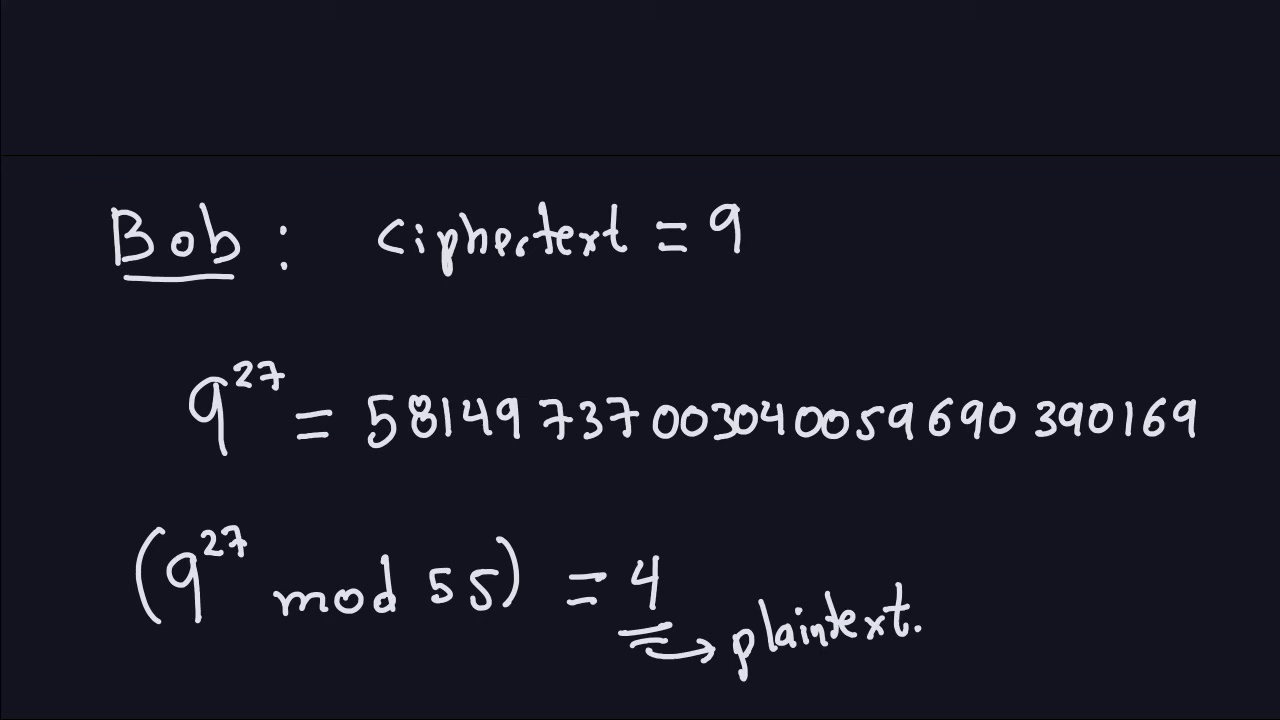 Bob : ciphertext = 9
9^27 = 58149737003040059690390169
(9^27 mod 55) = 4 → plaintext.